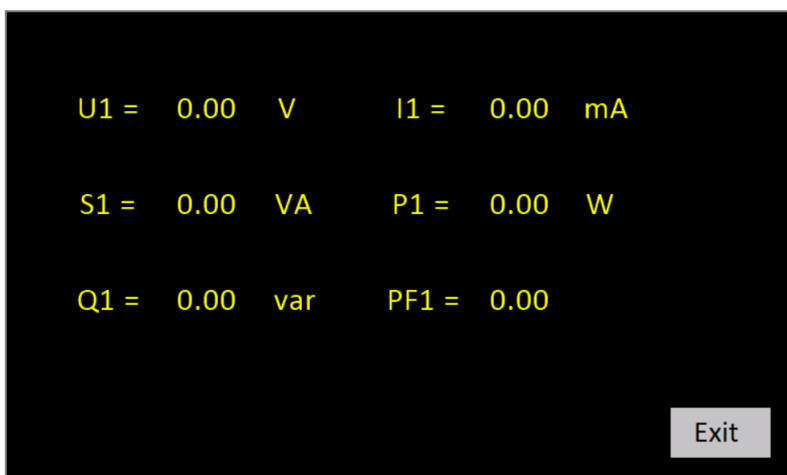 U1 = 0.00 V I1 = 0.00 mA
S1 = 0.00 VA P1 = 0.00 W
Q1 = 0.00 var PF1 = 0.00
Exit